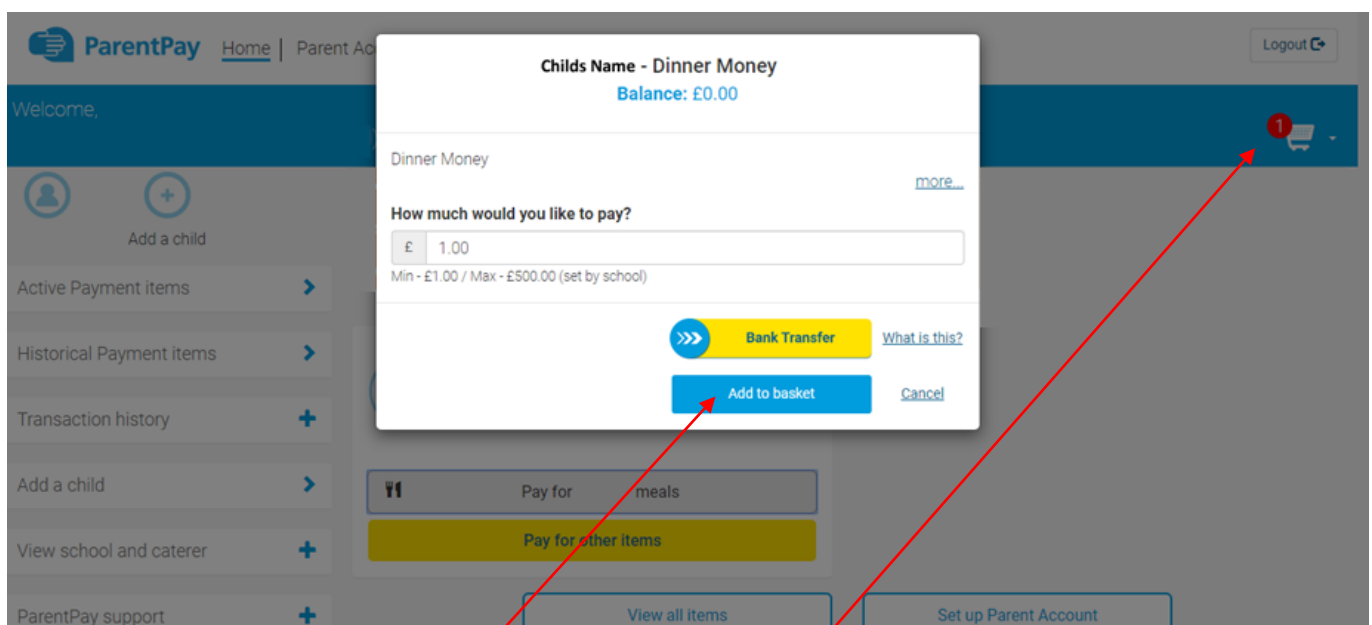 ParentPay Home | Parent Ac
Logout
Welcome,
1
Add a child
Active Payment items
Historical Payment items
Transaction history
Add a child
View school and caterer
ParentPay support
Childs Name - Dinner Money
Balance: £0.00
Dinner Money
more...
How much would you like to pay?
£ 1.00
Min - £1.00 / Max - £500.00 (set by school)
Bank Transfer What is this?
Add to basket Cancel
Pay for meals
Pay for other items
View all items
Set up Parent Account